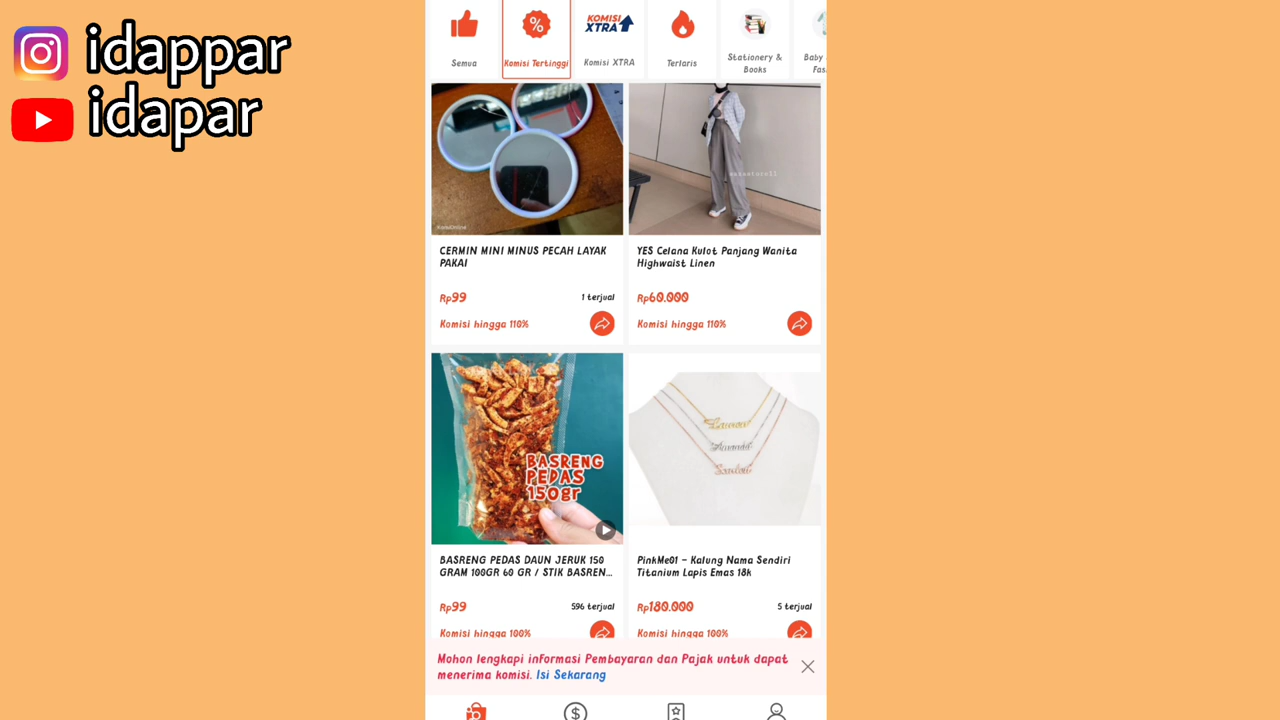 idappar
idapar
KOMISI
XTRA
Semua
Komisi Tertinggi
Komisi XTRA
Terlaris
Stationery &
Books
Baby
Fas
CERMIN MINI MINUS PECAH LAYAK
PAKAI
Rp99
1 terjual
Komisi hingga 110%
YES Celana Kulot Panjang Wanita
Highwaist Linen
Rp60.000
Komisi hingga 110%
BASRENG
PEDAS
150gr
BASRENG PEDAS DAUN JERUK 150
GRAM 100GR 60 GR / STIK BASREN...
Rp99
596 terjual
Komisi hingga 100%
PinkMe01 - Kalung Nama Sendiri
Titanium Lapis Emas 18k
Rp180.000
5 terjual
Komisi hingga 100%
Mohon lengkapi inFormasi Pembayaran dan Pajak untuk dapat
menerima komisi. Isi Sekarang